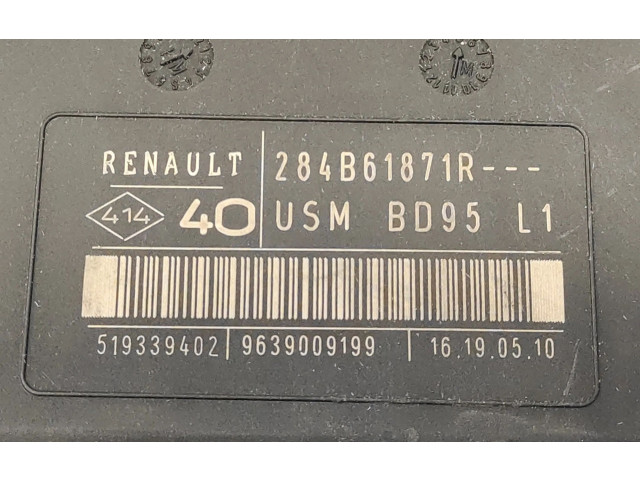 RENAULT 284B61871R---
414 40 USM BD95 L1
519339402 9639009199 16.19.05.10